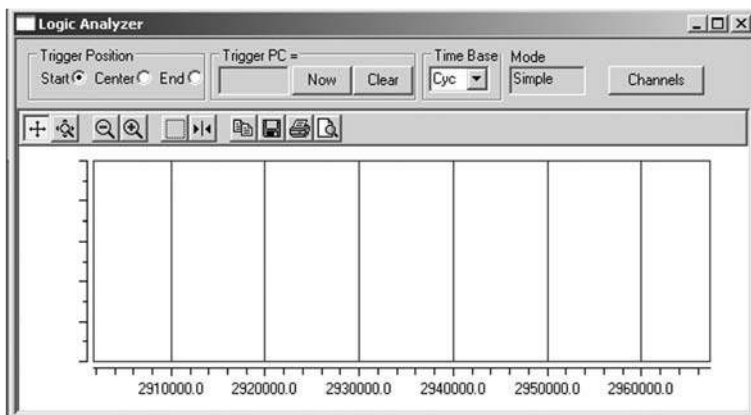 Logic Analyzer
Trigger Position
Start Center End
Trigger PC =
Now Clear
Time Base
Cyc
Mode
Simple
Channels
2910000.0 2920000.0 2930000.0 2940000.0 2950000.0 2960000.0